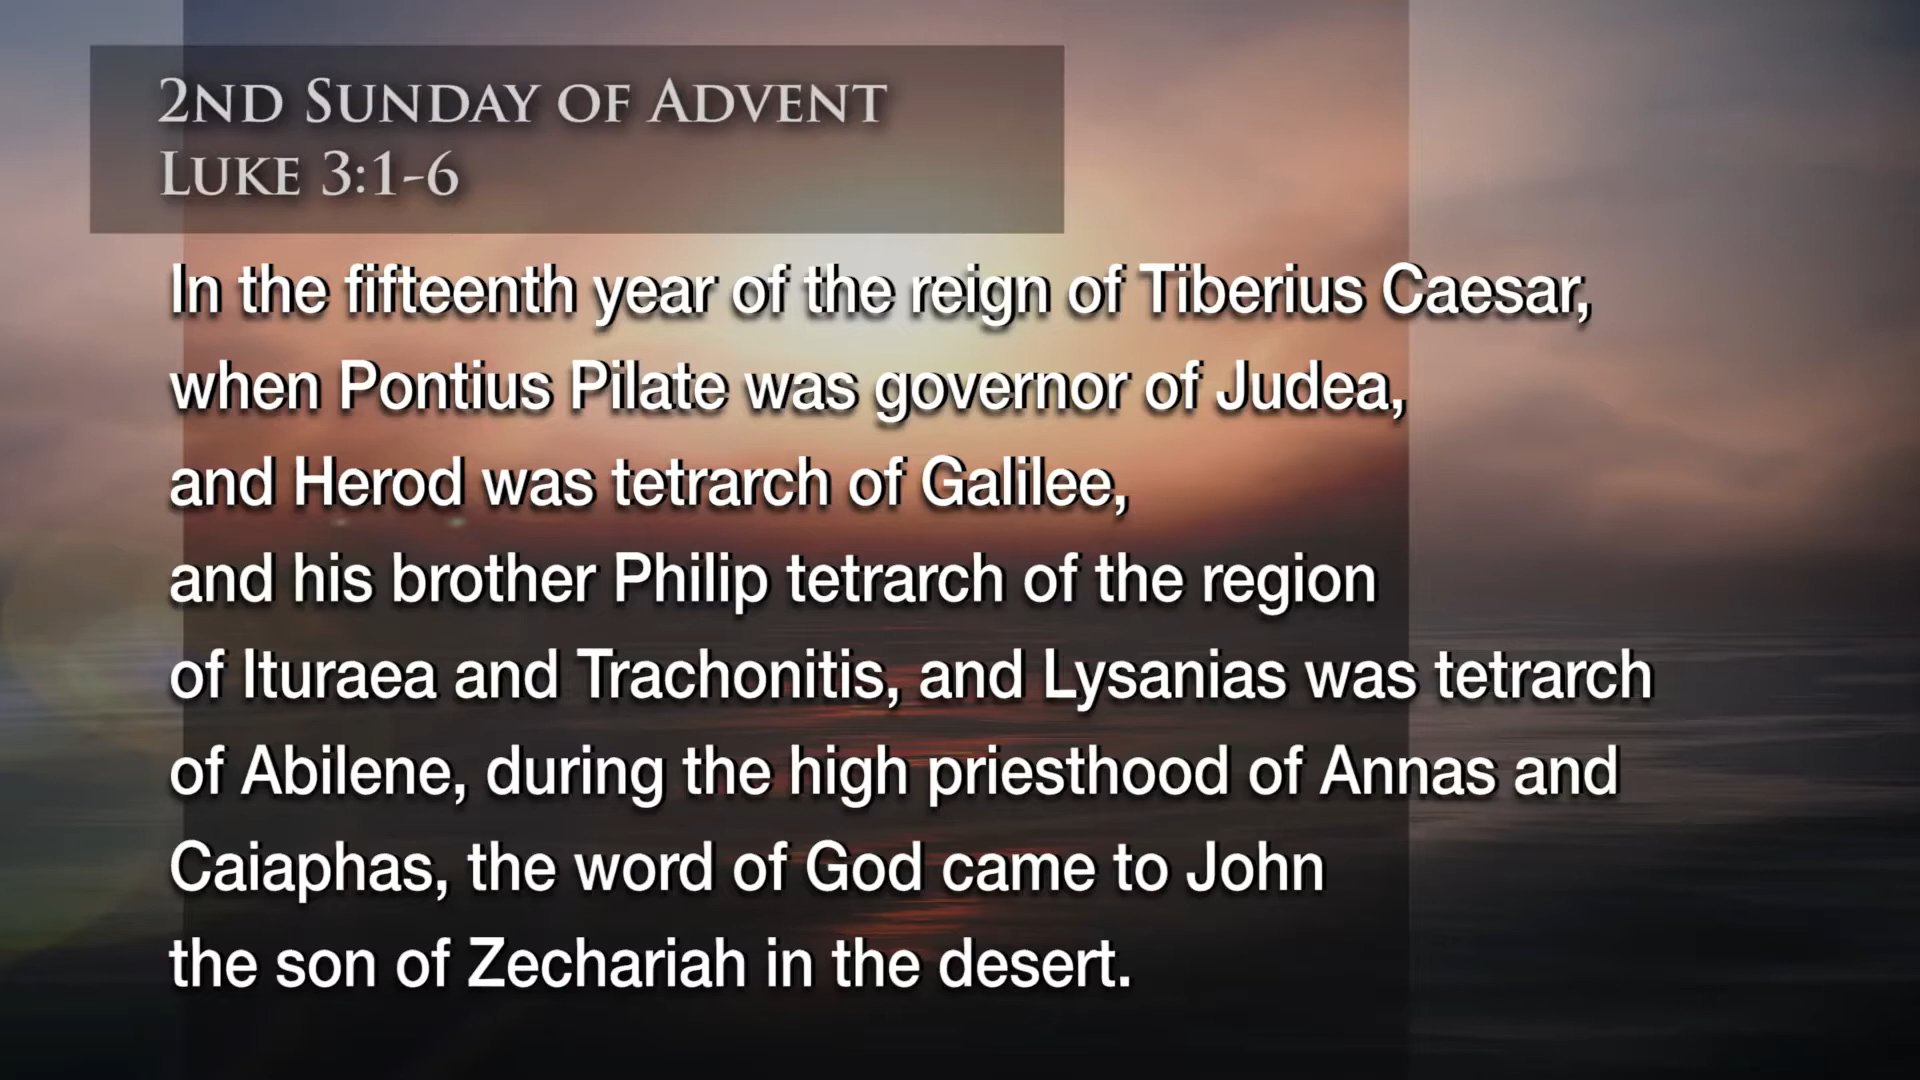 2nd Sunday of Advent
Luke 3:1-6
In the fifteenth year of the reign of Tiberius Caesar,
when Pontius Pilate was governor of Judea,
and Herod was tetrarch of Galilee,
and his brother Philip tetrarch of the region
of Ituraea and Trachonitis, and Lysanias was tetrarch
of Abilene, during the high priesthood of Annas and
Caiaphas, the word of God came to John
the son of Zechariah in the desert.